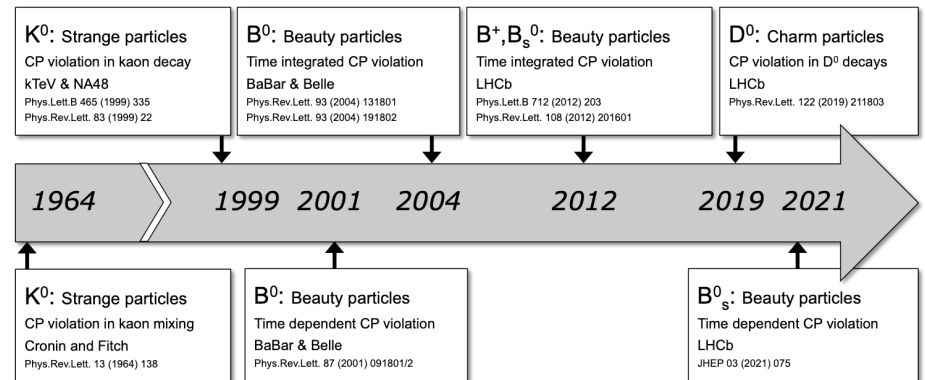 K⁰: Strange particles
CP violation in kaon decay
kTeV & NA48
Phys.Lett.B 465 (1999) 335
Phys.Rev.Lett. 83 (1999) 22
B⁰: Beauty particles
Time integrated CP violation
BaBar & Belle
Phys.Rev.Lett. 93 (2004) 131801
Phys.Rev.Lett. 93 (2004) 191802
B⁺,Bₛ⁰: Beauty particles
Time integrated CP violation
LHCb
Phys.Lett.B 712 (2012) 203
Phys.Rev.Lett. 108 (2012) 201601
D⁰: Charm particles
CP violation in D⁰ decays
LHCb
Phys.Rev.Lett. 122 (2019) 211803
1964 1999 2001 2004 2012 2019 2021
K⁰: Strange particles
CP violation in kaon mixing
Cronin and Fitch
Phys.Rev.Lett. 13 (1964) 138
B⁰: Beauty particles
Time dependent CP violation
BaBar & Belle
Phys.Rev.Lett. 87 (2001) 091801/2
B⁰ₛ: Beauty particles
Time dependent CP violation
LHCb
JHEP 03 (2021) 075